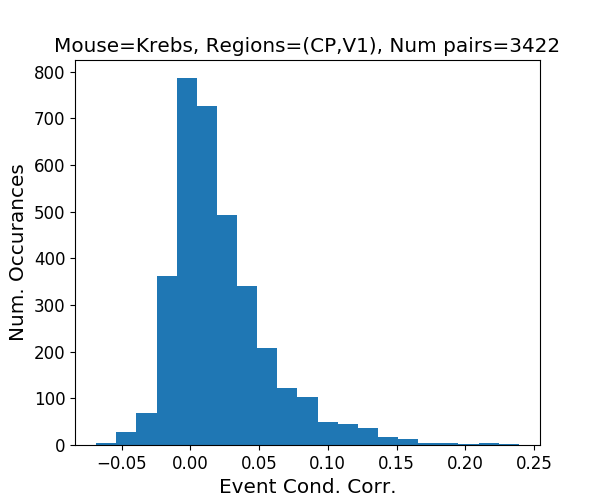 Mouse=Krebs, Regions=(CP,V1), Num pairs=3422
800
700
600
500
400
300
200
100
0
Num. Occurances
−0.05 0.00 0.05 0.10 0.15 0.20 0.25
Event Cond. Corr.